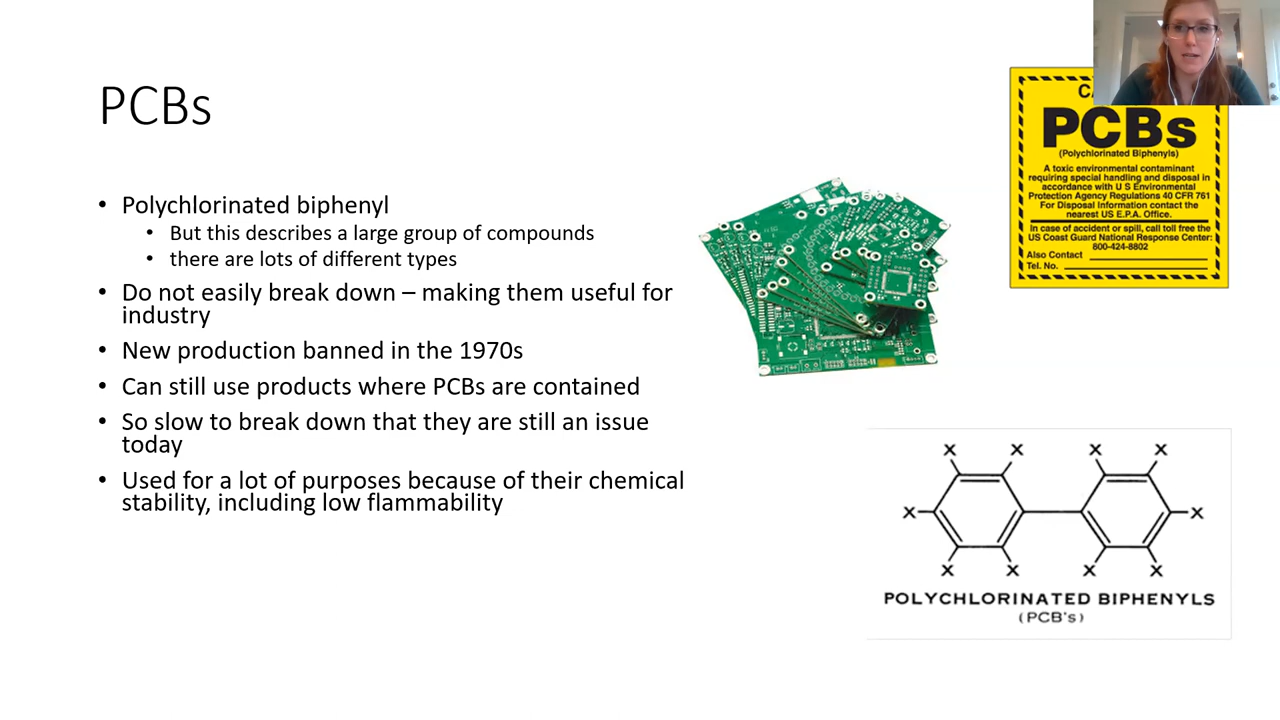 PCBs
• Polychlorinated biphenyl
• But this describes a large group of compounds
• there are lots of different types
• Do not easily break down – making them useful for
industry
• New production banned in the 1970s
• Can still use products where PCBs are contained
• So slow to break down that they are still an issue
today
• Used for a lot of purposes because of their chemical
stability, including low flammability
PCBs
(Polychlorinated Biphenyls)
A toxic environmental contaminant
requiring special handling and disposal in
accordance with U S Environmental
Protection Agency Regulations 40 CFR 761
For Disposal Information contact the
nearest US E.P.A. Office.
In case of accident or spill, call toll free the
US Coast Guard National Response Center:
800-424-8802
Also Contact
Tel. No.
X X X X
X X
X X X X
POLYCHLORINATED BIPHENYLS
(PCB's)